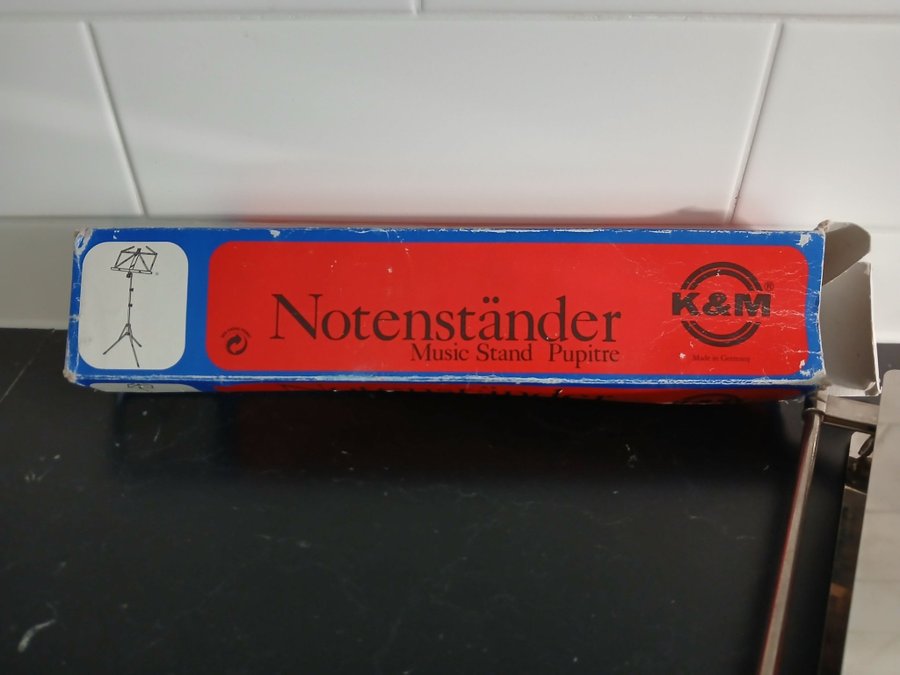 Notenständer
Music Stand Pupitre
K&M®
Made in Germany